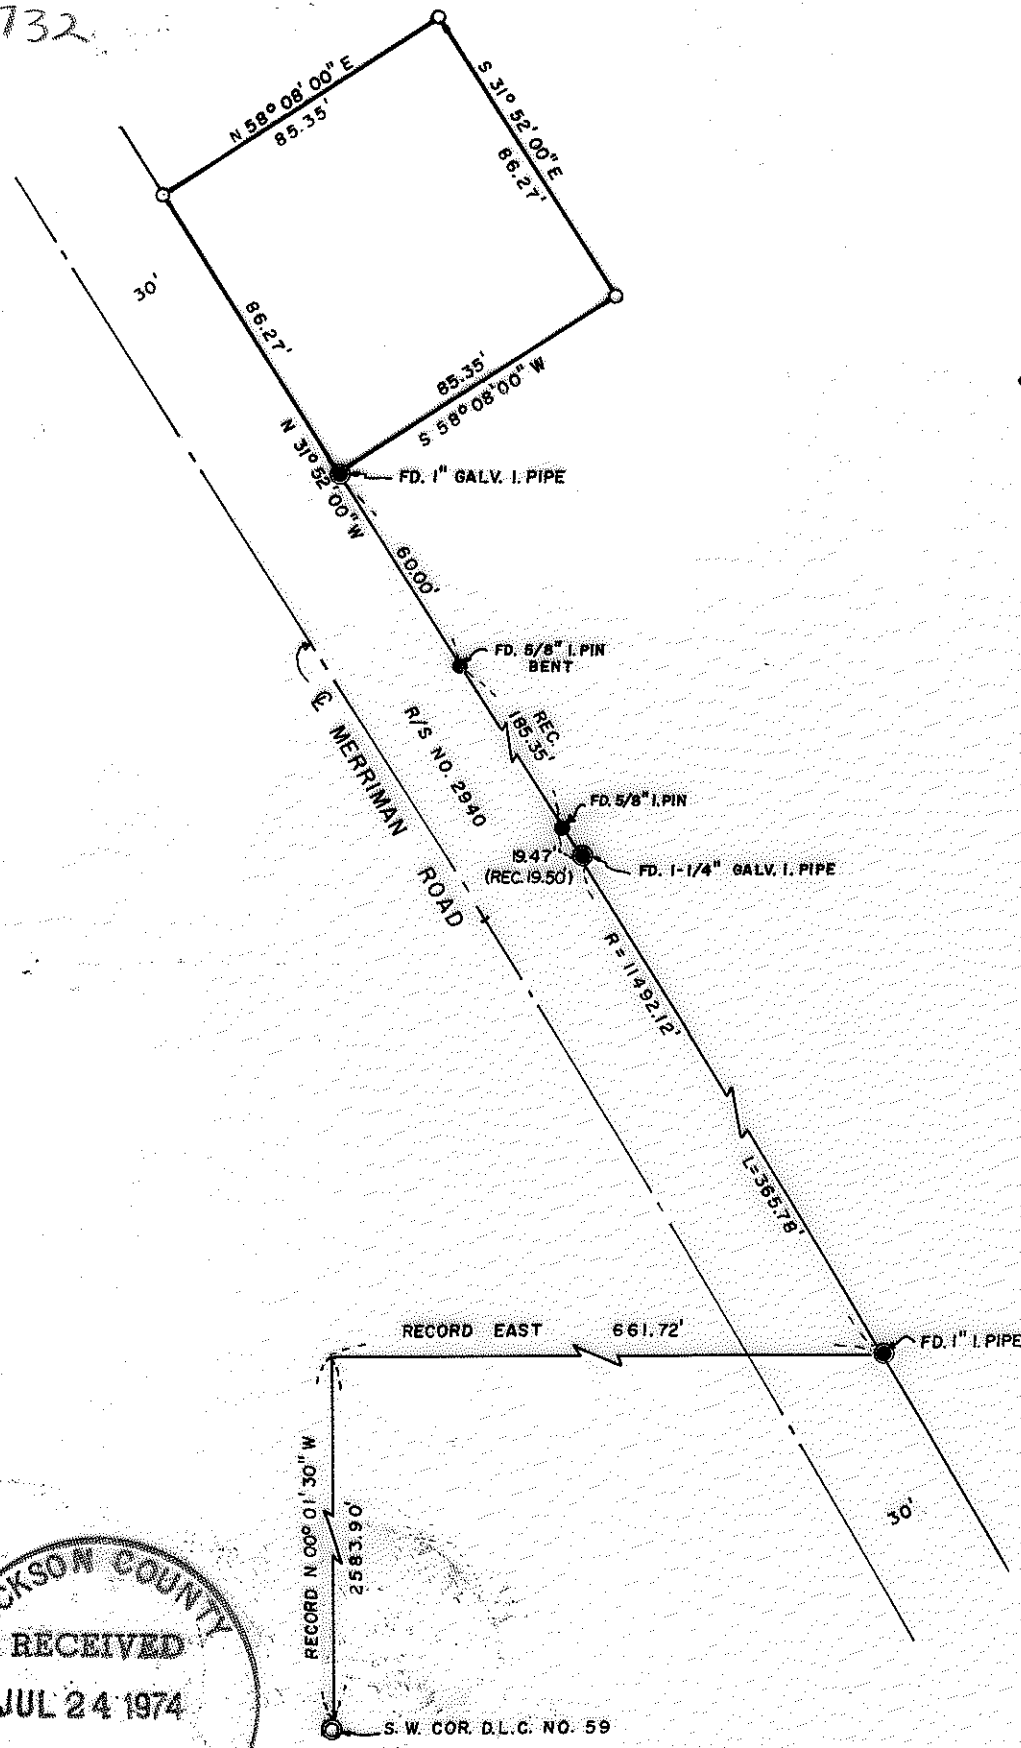 732
N 58° 08' 00" E
85.35'
S 31° 52' 00" E
86.27'
30'
86.27'
85.35'
S 58° 08' 00" W
N 31° 52' 00" W
FD. 1" GALV. I. PIPE
60.00'
FD. 5/8" I. PIN
BENT
REC.
185.35'
R/S NO. 2940
℄ MERRIMAN ROAD
FD. 5/8" I. PIN
19.47'
(REC. 19.50')
FD. 1-1/4" GALV. I. PIPE
R = 11492.12'
L = 365.78'
RECORD EAST 661.72'
FD. 1" I. PIPE
RECORD N 00° 01' 30" W
2583.90'
30'
CKSON COUNTY
RECEIVED
JUL 24 1974
S. W. COR. D.L.C. NO. 59